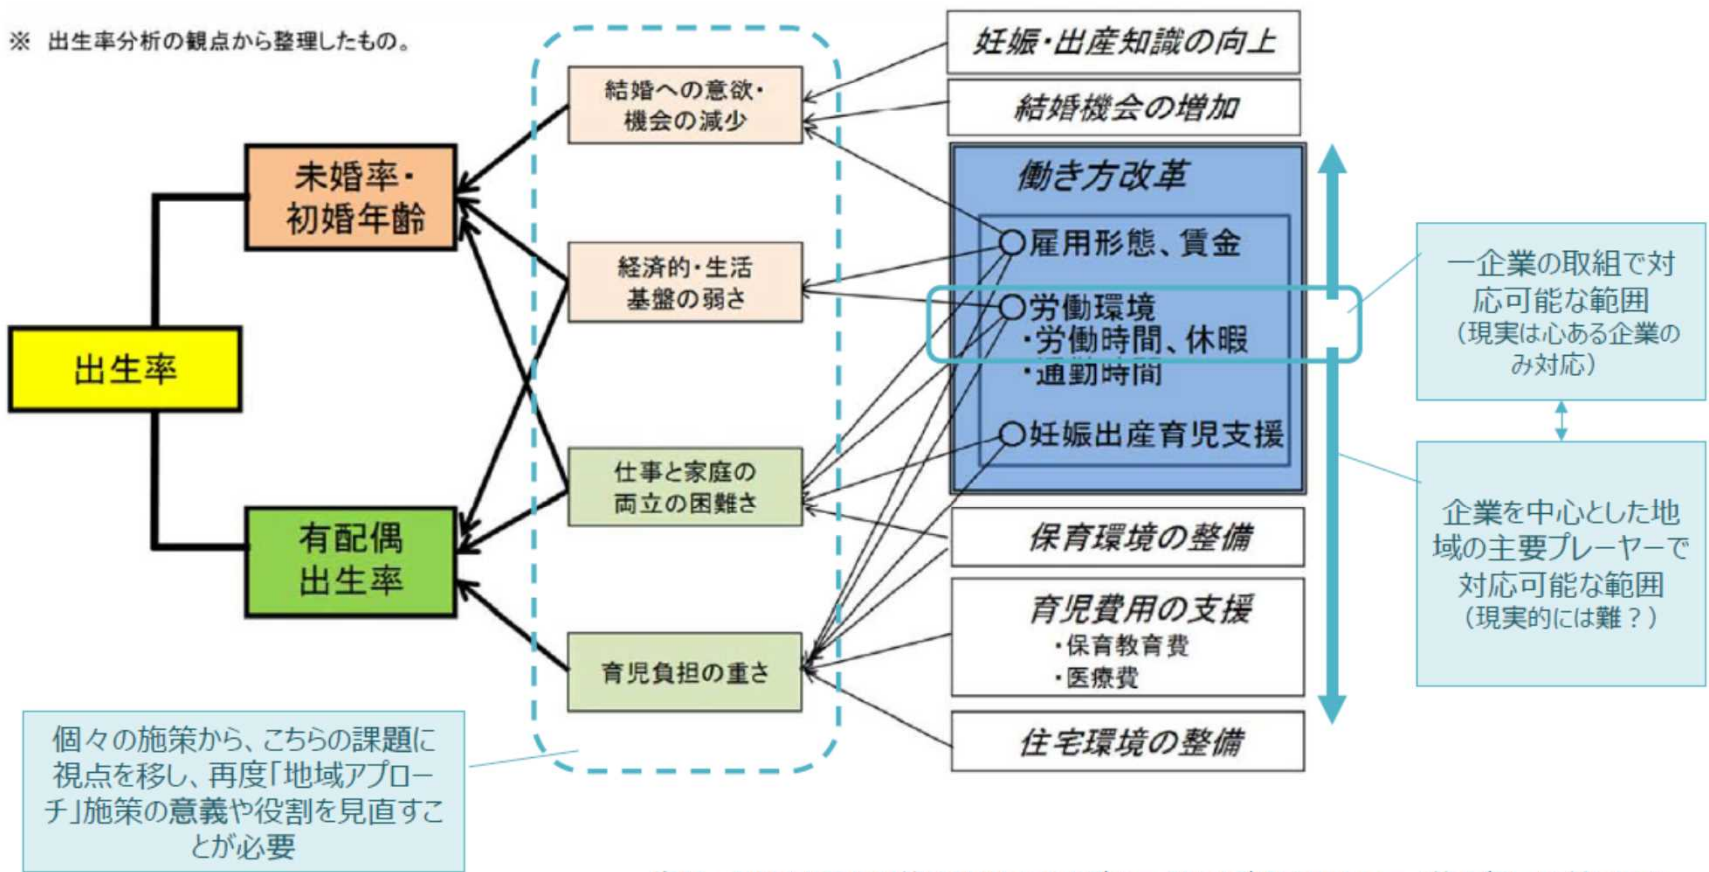 ※ 出生率分析の観点から整理したもの。
出生率
未婚率・
初婚年齢
有配偶
出生率
結婚への意欲・
機会の減少
経済的・生活
基盤の弱さ
仕事と家庭の
両立の困難さ
育児負担の重さ
妊娠・出産知識の向上
結婚機会の増加
働き方改革
○雇用形態、賃金
○労働環境
・労働時間、休暇
・通勤時間
○妊娠出産育児支援
保育環境の整備
育児費用の支援
・保育教育費
・医療費
住宅環境の整備
一企業の取組で対
応可能な範囲
（現実は心ある企業の
み対応）
企業を中心とした地
域の主要プレーヤーで
対応可能な範囲
（現実的には難？）
個々の施策から、こちらの課題に
視点を移し、再度「地域アプロー
チ」施策の意義や役割を見直すこ
とが必要